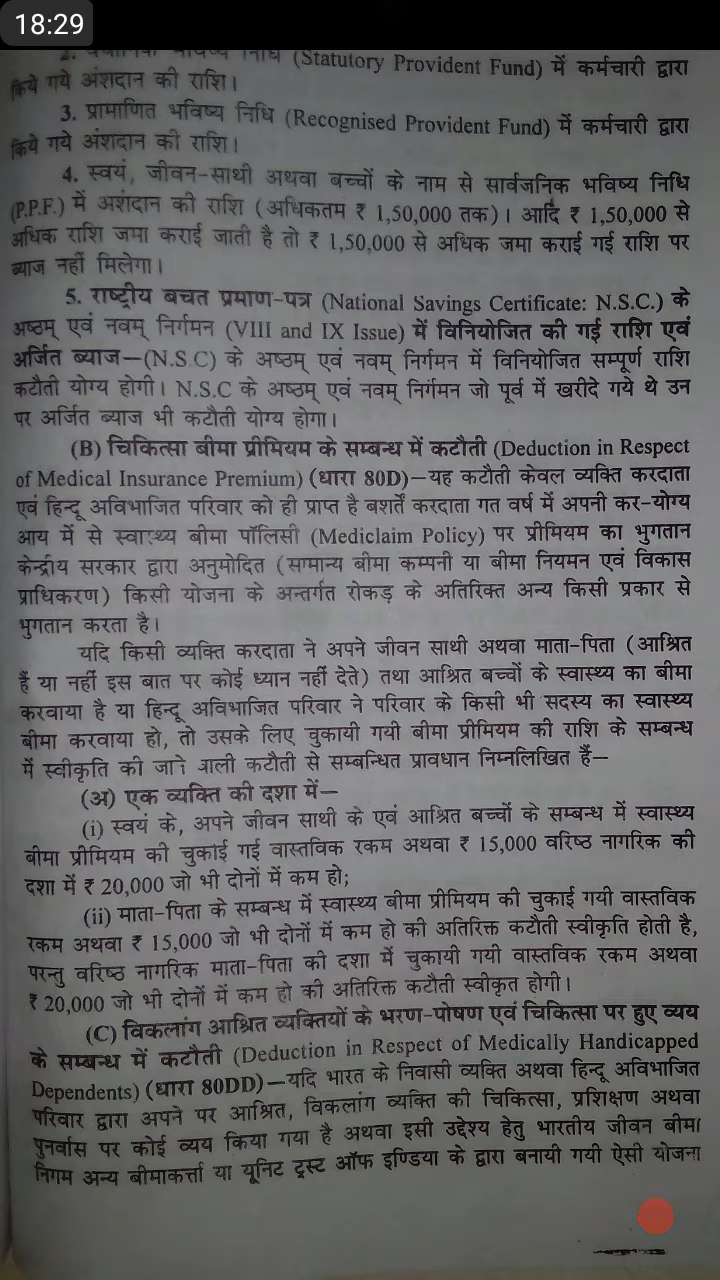 18:29
(Statutory Provident Fund) में कर्मचारी द्वारा
किये गये अंशदान की राशि।
3. प्रामाणित भविष्य निधि (Recognised Provident Fund) में कर्मचारी द्वारा
किये गये अंशदान की राशि।
4. स्वयं, जीवन-साथी अथवा बच्चों के नाम से सार्वजनिक भविष्य निधि
(P.P.F.) में अशंदान की राशि (अधिकतम ₹ 1,50,000 तक)। आदि ₹ 1,50,000 से
अधिक राशि जमा कराई जाती है तो ₹ 1,50,000 से अधिक जमा कराई गई राशि पर
ब्याज नहीं मिलेगा।
5. राष्ट्रीय बचत प्रमाण-पत्र (National Savings Certificate: N.S.C.) के
अष्ठम् एवं नवम् निर्गमन (VIII and IX Issue) में विनियोजित की गई राशि एवं
अर्जित ब्याज—(N.S.C) के अष्ठम् एवं नवम् निर्गमन में विनियोजित सम्पूर्ण राशि
कटौती योग्य होगी। N.S.C के अष्ठम् एवं नवम् निर्गमन जो पूर्व में खरीदे गये थे उन
पर अर्जित ब्याज भी कटौती योग्य होगा।
(B) चिकित्सा बीमा प्रीमियम के सम्बन्ध में कटौती (Deduction in Respect
of Medical Insurance Premium) (धारा 80D)—यह कटौती केवल व्यक्ति करदाता
एवं हिन्दू अविभाजित परिवार को ही प्राप्त है बशर्ते करदाता गत वर्ष में अपनी कर-योग्य
आय में से स्वास्थ्य बीमा पॉलिसी (Mediclaim Policy) पर प्रीमियम का भुगतान
केन्द्रीय सरकार द्वारा अनुमोदित (सामान्य बीमा कम्पनी या बीमा नियमन एवं विकास
प्राधिकरण) किसी योजना के अन्तर्गत रोकड़ के अतिरिक्त अन्य किसी प्रकार से
भुगतान करता है।
यदि किसी व्यक्ति करदाता ने अपने जीवन साथी अथवा माता-पिता (आश्रित
हैं या नहीं इस बात पर कोई ध्यान नहीं देते) तथा आश्रित बच्चों के स्वास्थ्य का बीमा
करवाया है या हिन्दू अविभाजित परिवार ने परिवार के किसी भी सदस्य का स्वास्थ्य
बीमा करवाया हो, तो उसके लिए चुकायी गयी बीमा प्रीमियम की राशि के सम्बन्ध
में स्वीकृति की जाने वाली कटौती से सम्बन्धित प्रावधान निम्नलिखित हैं—
(अ) एक व्यक्ति की दशा में—
(i) स्वयं के, अपने जीवन साथी के एवं आश्रित बच्चों के सम्बन्ध में स्वास्थ्य
बीमा प्रीमियम की चुकाई गई वास्तविक रकम अथवा ₹ 15,000 वरिष्ठ नागरिक की
दशा में ₹ 20,000 जो भी दोनों में कम हो;
(ii) माता-पिता के सम्बन्ध में स्वास्थ्य बीमा प्रीमियम की चुकाई गयी वास्तविक
रकम अथवा ₹ 15,000 जो भी दोनों में कम हो की अतिरिक्त कटौती स्वीकृति होती है,
परन्तु वरिष्ठ नागरिक माता-पिता की दशा में चुकायी गयी वास्तविक रकम अथवा
₹ 20,000 जो भी दोनों में कम हो की अतिरिक्त कटौती स्वीकृत होगी।
(C) विकलांग आश्रित व्यक्तियों के भरण-पोषण एवं चिकित्सा पर हुए व्यय
के सम्बन्ध में कटौती (Deduction in Respect of Medically Handicapped
Dependents) (धारा 80DD)—यदि भारत के निवासी व्यक्ति अथवा हिन्दू अविभाजित
परिवार द्वारा अपने पर आश्रित, विकलांग व्यक्ति की चिकित्सा, प्रशिक्षण अथवा
पुनर्वास पर कोई व्यय किया गया है अथवा इसी उद्देश्य हेतु भारतीय जीवन बीमा
निगम अन्य बीमाकर्त्ता या यूनिट ट्रस्ट ऑफ इण्डिया के द्वारा बनायी गयी ऐसी योजना